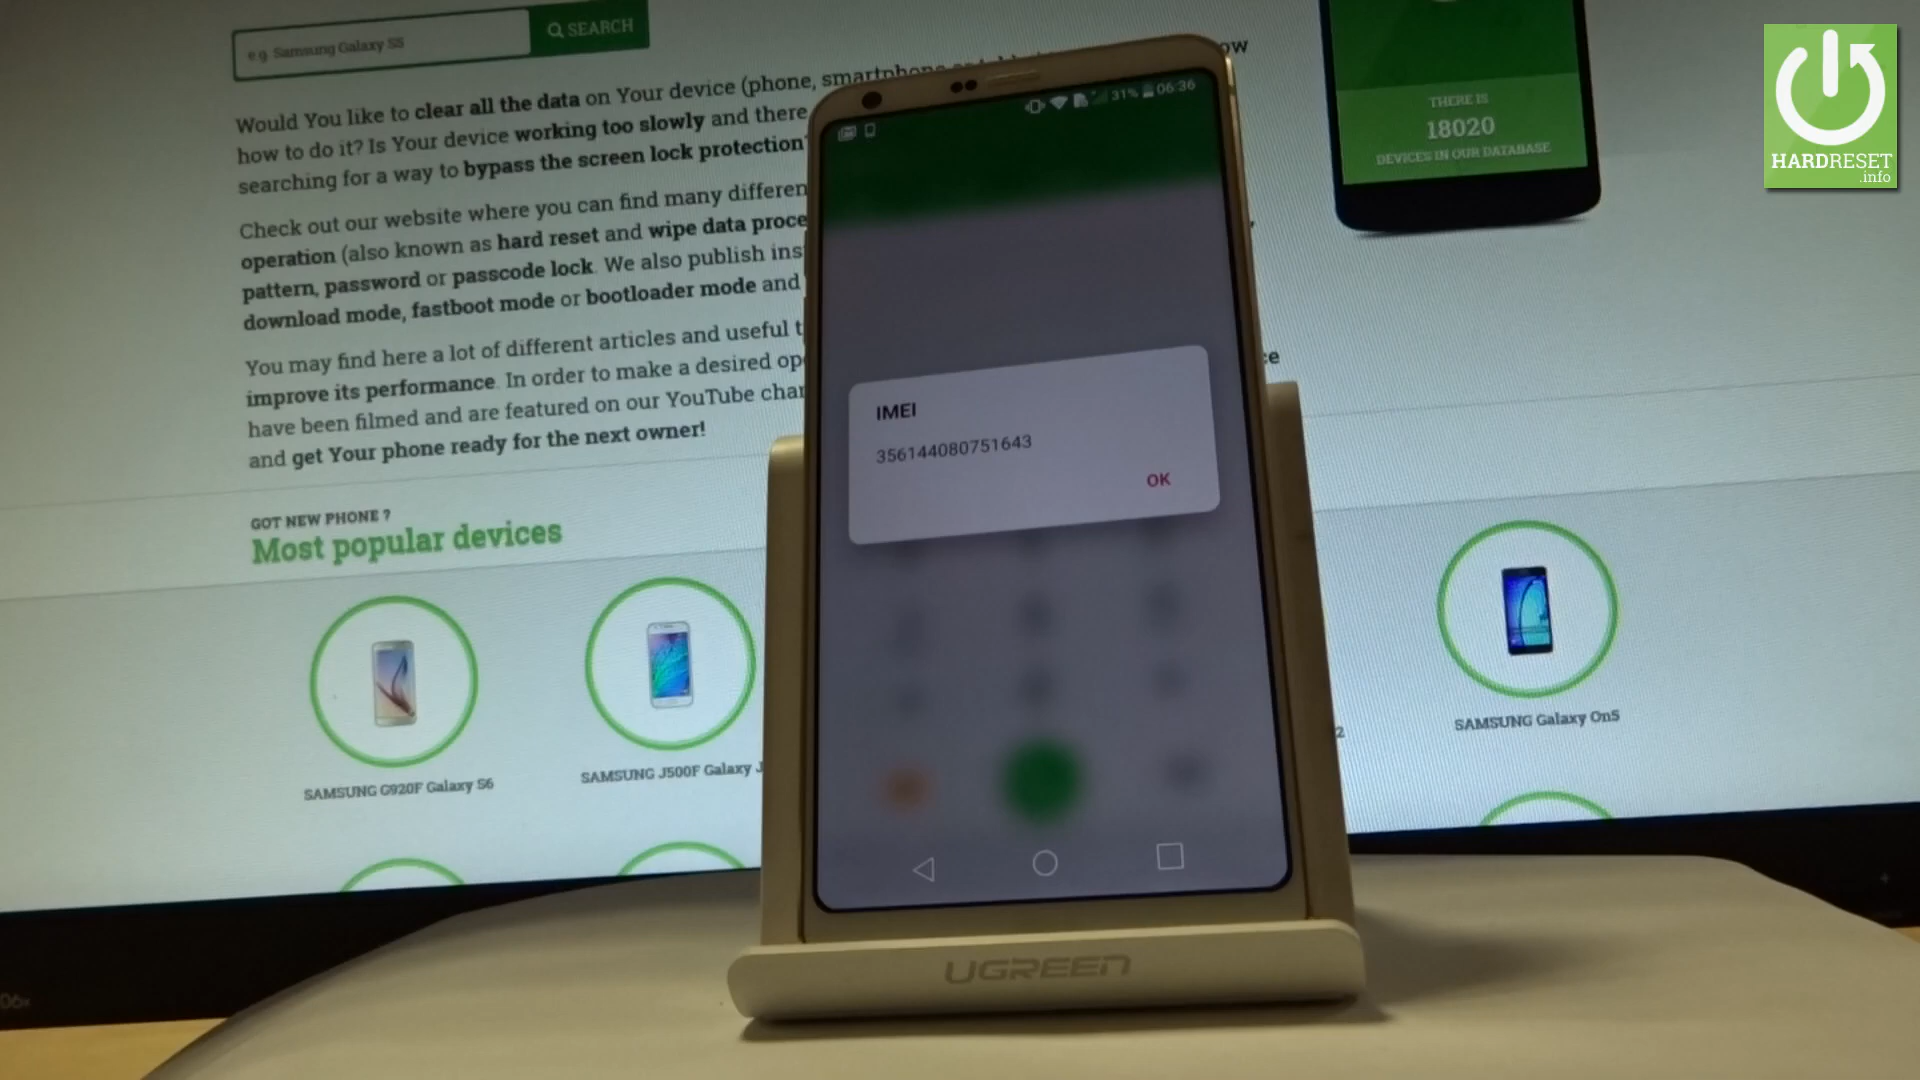 e.g. Samsung Galaxy S5
SEARCH
Would You like to clear all the data on Your device (phone, smartphone
how to do it? Is Your device working too slowly and there
searching for a way to bypass the screen lock protection
Check out our website where you can find many differen
operation (also known as hard reset and wipe data proce
pattern, password or passcode lock. We also publish ins
download mode, fastboot mode or bootloader mode and
You may find here a lot of different articles and useful t
improve its performance. In order to make a desired op
have been filmed and are featured on our YouTube chan
and get Your phone ready for the next owner!
GOT NEW PHONE ?
Most popular devices
SAMSUNG G920F Galaxy S6
SAMSUNG J500F Galaxy J
2
SAMSUNG Galaxy On5
THERE IS
18020
DEVICES IN OUR DATABASE
HARDRESET
.info
31% 06:36
IMEI
356144080751643
OK
UGREEN